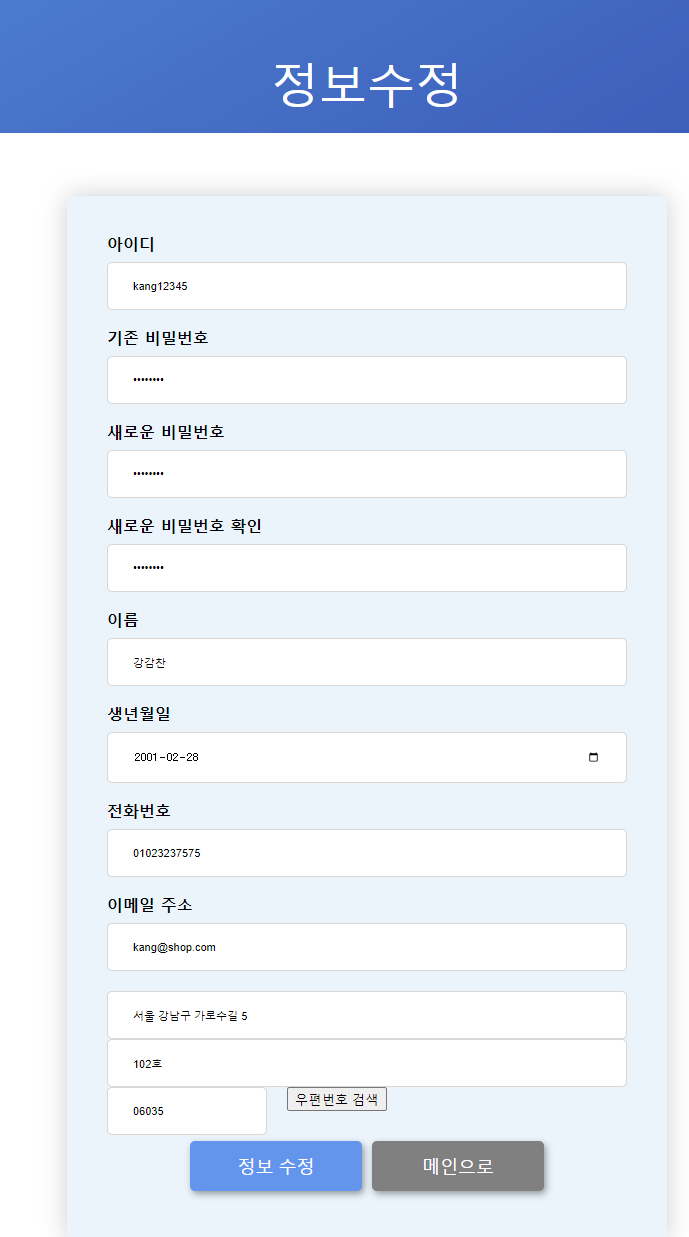 정보수정
아이디
kang12345
기존 비밀번호
••••••••
새로운 비밀번호
••••••••
새로운 비밀번호 확인
••••••••
이름
강감찬
생년월일
2001-02-28
전화번호
01023237575
이메일 주소
kang@shop.com
서울 강남구 가로수길 5
102호
06035 우편번호 검색
정보 수정 메인으로